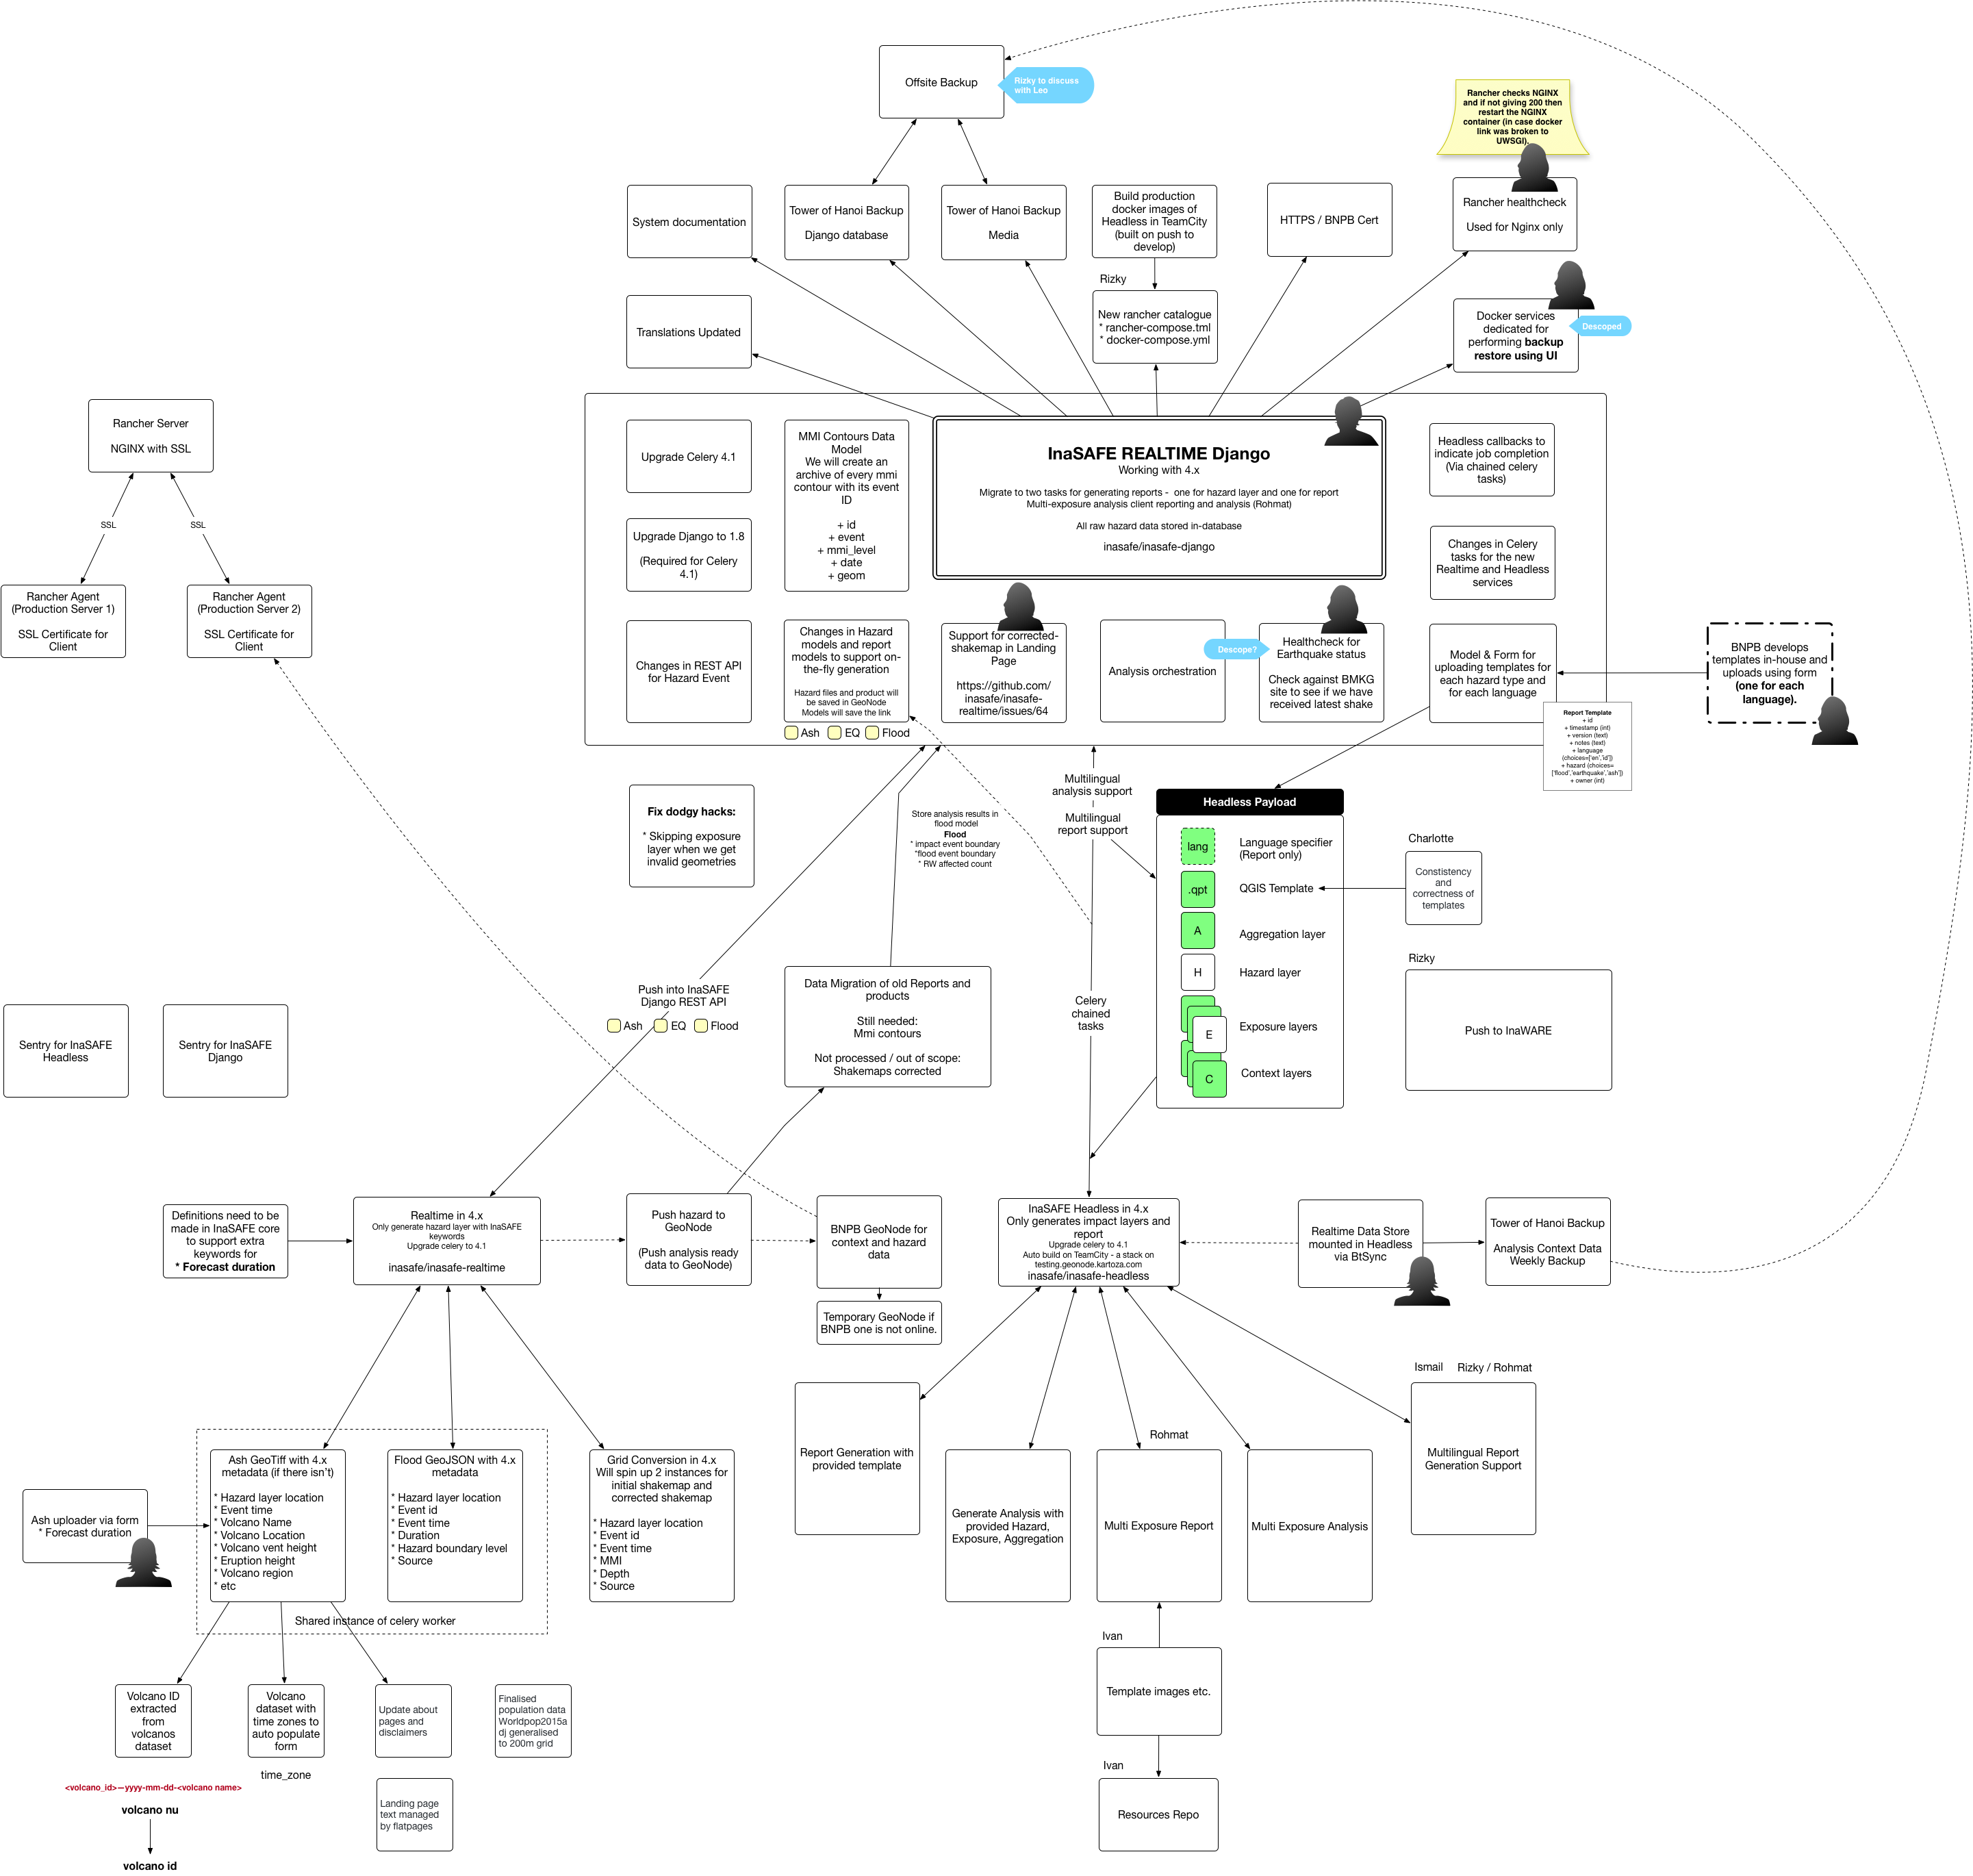 Offsite Backup
Rizky to discuss
with Leo
Rancher checks NGINX
and if not giving 200 then
restart the NGINX
container (in case docker
link was broken to
UWSGI).
System documentation
Tower of Hanoi Backup
Django database
Tower of Hanoi Backup
Media
Build production
docker images of
Headless in TeamCity
(built on push to
develop)
HTTPS / BNPB Cert
Rancher healthcheck
Used for Nginx only
Rizky
Translations Updated
New rancher catalogue
* rancher-compose.tml
* docker-compose.yml
Docker services
dedicated for
performing backup
restore using UI
Descoped
Rancher Server
NGINX with SSL
SSL
SSL
Rancher Agent
(Production Server 1)
SSL Certificate for
Client
Rancher Agent
(Production Server 2)
SSL Certificate for
Client
Upgrade Celery 4.1
MMI Contours Data
Model
We will create an
archive of every mmi
contour with its event
ID
+ id
+ event
+ mmi_level
+ date
+ geom
InaSAFE REALTIME Django
Working with 4.x
Migrate to two tasks for generating reports - one for hazard layer and one for report
Multi-exposure analysis client reporting and analysis (Rohmat)
All raw hazard data stored in-database
inasafe/inasafe-django
Headless callbacks to
indicate job completion
(Via chained celery
tasks)
Upgrade Django to 1.8
(Required for Celery
4.1)
Changes in Celery
tasks for the new
Realtime and Headless
services
Changes in REST API
for Hazard Event
Changes in Hazard
models and report
models to support on-
the-fly generation
Hazard files and product will
be saved in GeoNode
Models will save the link
Ash
EQ
Flood
Support for corrected-
shakemap in Landing
Page
https://github.com/
inasafe/inasafe-
realtime/issues/64
Analysis orchestration
Descope?
Healthcheck for
Earthquake status
Check against BMKG
site to see if we have
received latest shake
Model & Form for
uploading templates for
each hazard type and
for each language
BNPB develops
templates in-house and
uploads using form
(one for each
language).
Report Template
+ id
+ timestamp (int)
+ version (text)
+ notes (text)
+ language
(choices=['en','id'])
+ hazard (choices=
['flood','earthquake','ash'])
+ owner (int)
Fix dodgy hacks:
* Skipping exposure
layer when we get
invalid geometries
Store analysis results in
flood model
Flood
* impact event boundary
*flood event boundary
* RW affected count
Multilingual
analysis support
Multilingual
report support
Headless Payload
lang
Language specifier
(Report only)
.qpt
QGIS Template
A
Aggregation layer
H
Hazard layer
E
Exposure layers
C
Context layers
Charlotte
Constistency
and
correctness of
templates
Rizky
Push to InaWARE
Push into InaSAFE
Django REST API
Ash
EQ
Flood
Data Migration of old Reports and
products
Still needed:
Mmi contours
Not processed / out of scope:
Shakemaps corrected
Celery
chained
tasks
Sentry for InaSAFE
Headless
Sentry for InaSAFE
Django
Definitions need to be
made in InaSAFE core
to support extra
keywords for
* Forecast duration
Realtime in 4.x
Only generate hazard layer with InaSAFE
keywords
Upgrade celery to 4.1
inasafe/inasafe-realtime
Push hazard to
GeoNode
(Push analysis ready
data to GeoNode)
BNPB GeoNode for
context and hazard
data
Temporary GeoNode if
BNPB one is not online.
InaSAFE Headless in 4.x
Only generates impact layers and
report
Upgrade celery to 4.1
Auto build on TeamCity - a stack on
testing.geonode.kartoza.com
inasafe/inasafe-headless
Realtime Data Store
mounted in Headless
via BtSync
Tower of Hanoi Backup
Analysis Context Data
Weekly Backup
Ismail
Rizky / Rohmat
Report Generation with
provided template
Generate Analysis with
provided Hazard,
Exposure, Aggregation
Rohmat
Multi Exposure Report
Multi Exposure Analysis
Multilingual Report
Generation Support
Ash uploader via form
* Forecast duration
Ash GeoTiff with 4.x
metadata (if there isn't)
* Hazard layer location
* Event time
* Volcano Name
* Volcano Location
* Volcano vent height
* Eruption height
* Volcano region
* etc
Flood GeoJSON with 4.x
metadata
* Hazard layer location
* Event id
* Event time
* Duration
* Hazard boundary level
* Source
Grid Conversion in 4.x
Will spin up 2 instances for
initial shakemap and
corrected shakemap
* Hazard layer location
* Event id
* Event time
* MMI
* Depth
* Source
Shared instance of celery worker
Ivan
Template images etc.
Ivan
Resources Repo
Volcano ID
extracted
from
volcanos
dataset
Volcano
dataset with
time zones to
auto populate
form
time_zone
Update about
pages and
disclaimers
Finalised
population data
Worldpop2015a
dj generalised
to 200m grid
Landing page
text managed
by flatpages
<volcano_id>—yyyy-mm-dd-<volcano name>
volcano nu
volcano id